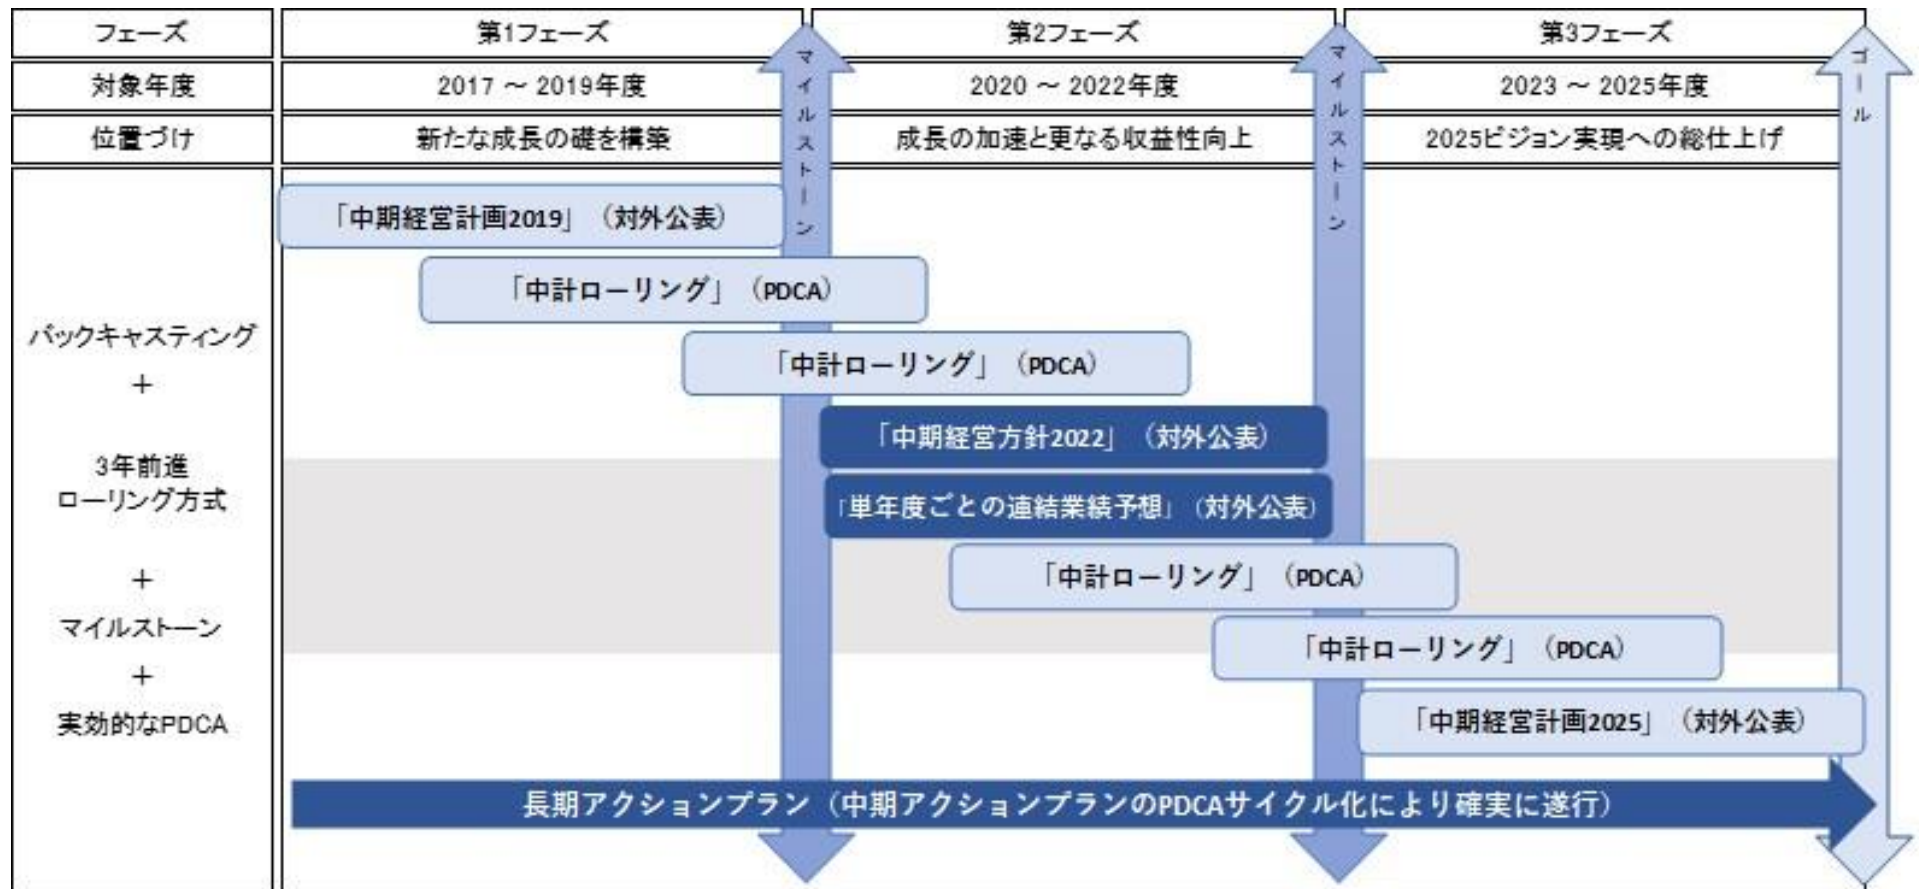 フェーズ
第1フェーズ
第2フェーズ
第3フェーズ
対象年度
2017 ～ 2019年度
2020 ～ 2022年度
2023 ～ 2025年度
位置づけ
新たな成長の礎を構築
成長の加速と更なる収益性向上
2025ビジョン実現への総仕上げ
マイルストーン
マイルストーン
ゴール
バックキャスティング
＋
3年前進
ローリング方式
＋
マイルストーン
＋
実効的なPDCA
「中期経営計画2019」（対外公表）
「中計ローリング」（PDCA）
「中計ローリング」（PDCA）
「中期経営方針2022」（対外公表）
「単年度ごとの連結業績予想」（対外公表）
「中計ローリング」（PDCA）
「中計ローリング」（PDCA）
「中期経営計画2025」（対外公表）
長期アクションプラン（中期アクションプランのPDCAサイクル化により確実に遂行）